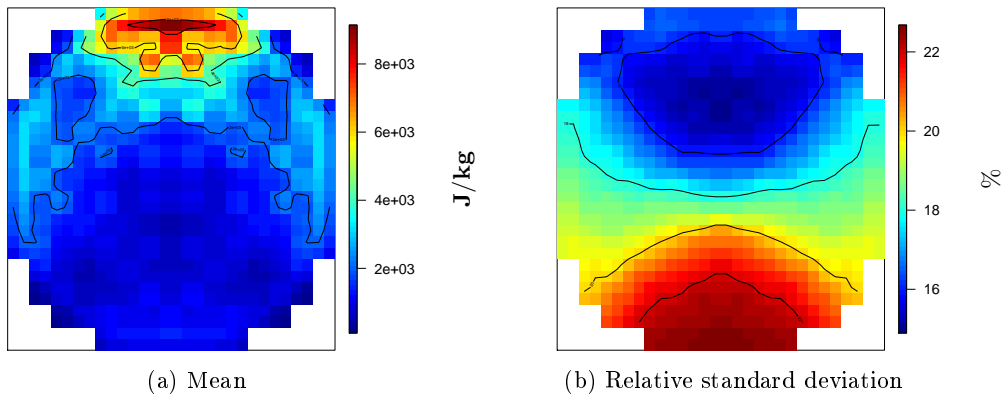 8e+03
6e+03
4e+03
2e+03
J/kg
22
20
18
16
%
(a) Mean
(b) Relative standard deviation